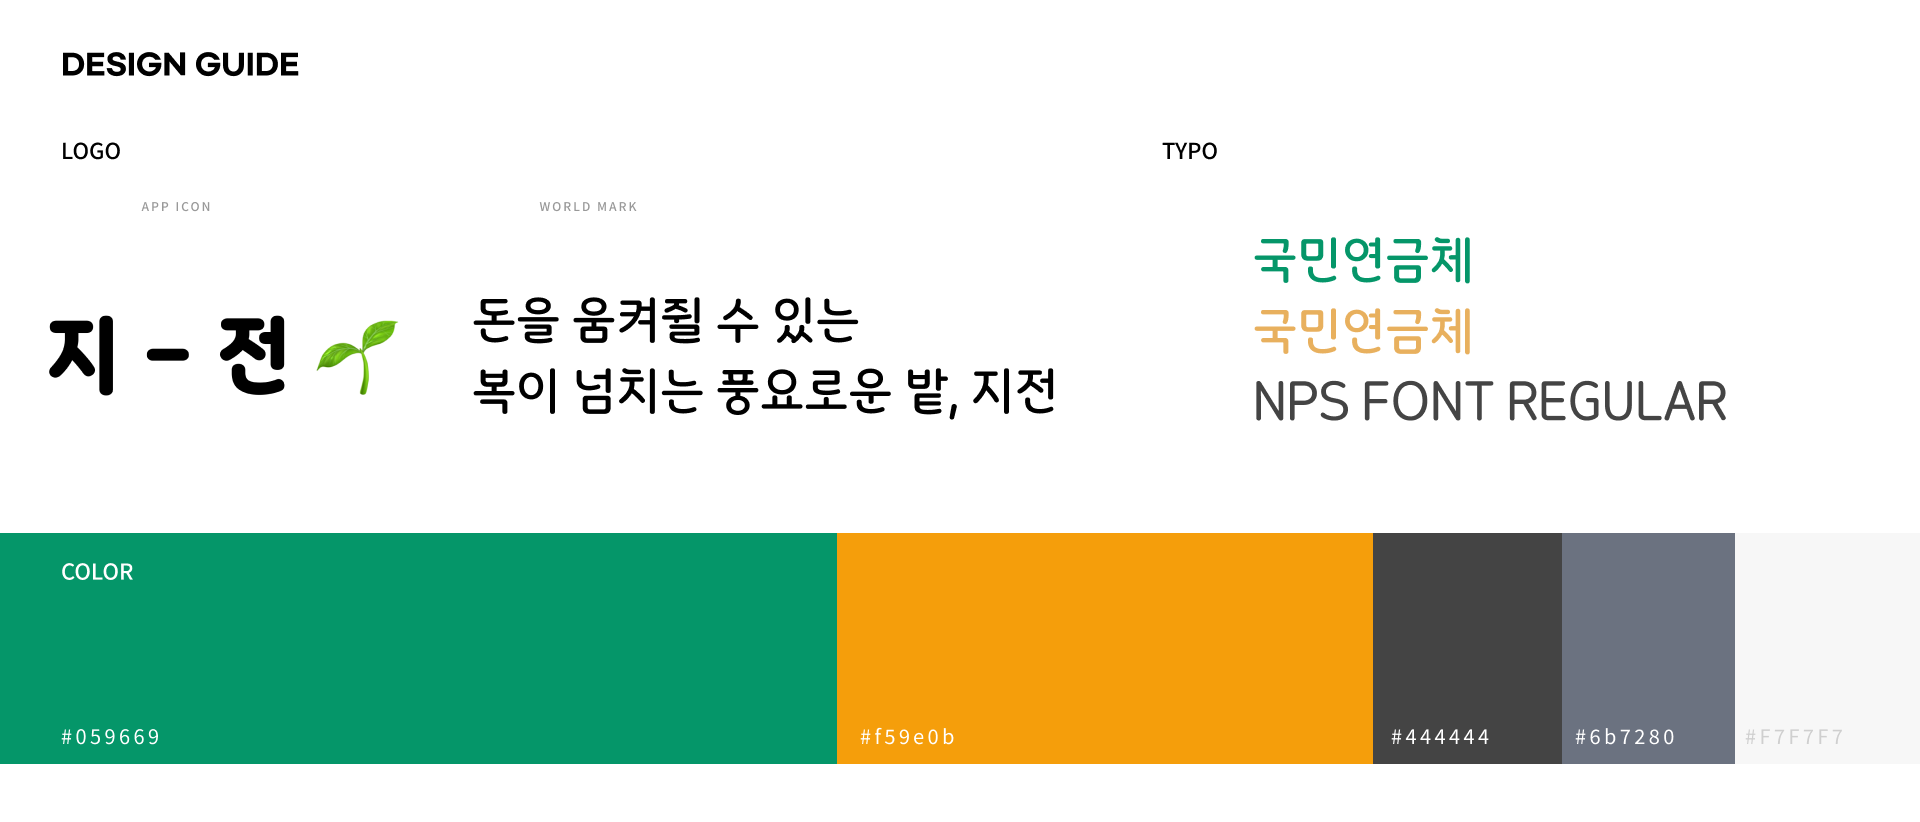 DESIGN GUIDE
LOGO
TYPO
APP ICON
WORLD MARK
지 - 전
돈을 움켜쥘 수 있는
복이 넘치는 풍요로운 밭, 지전
국민연금체
국민연금체
NPS FONT REGULAR
COLOR
#059669
#f59e0b
#444444
#6b7280
#F7F7F7